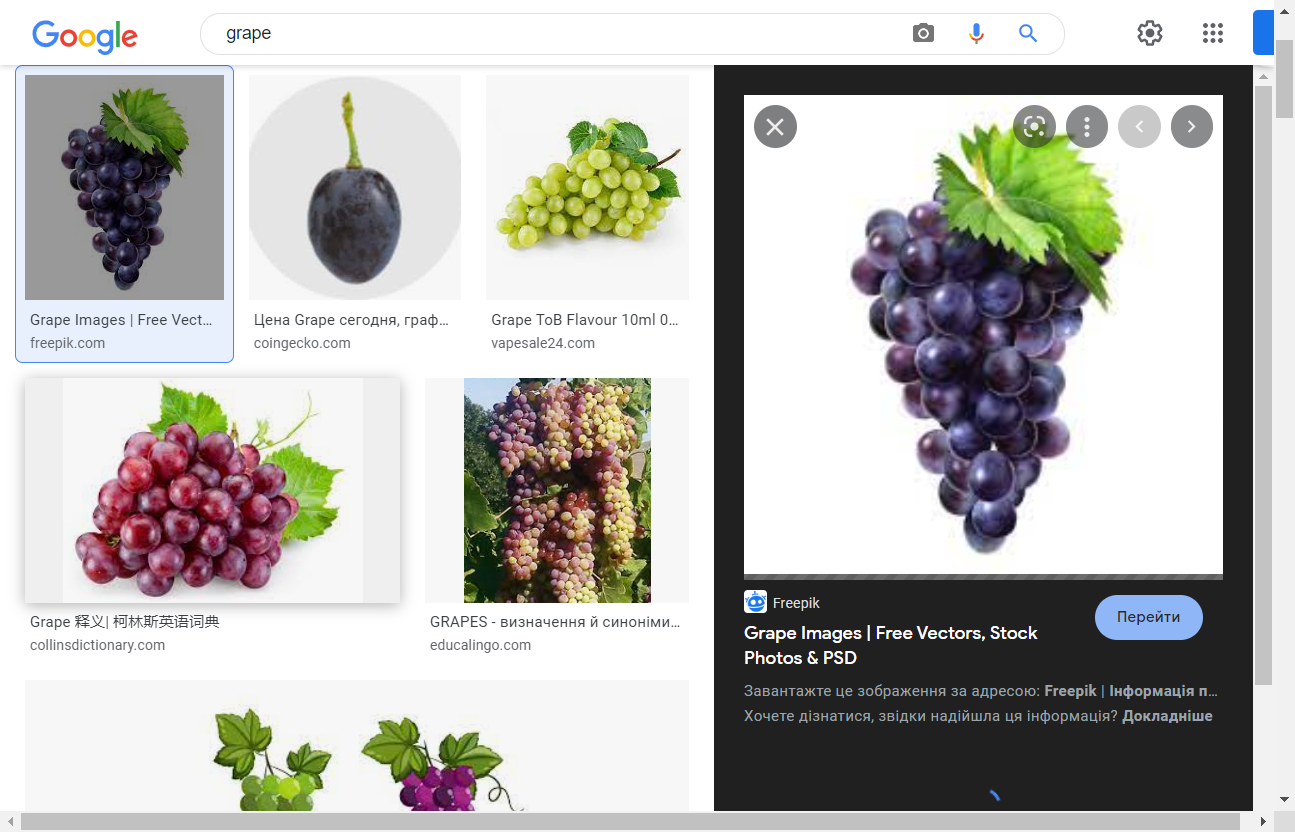 Google
grape
Grape Images | Free Vect...
freepik.com
Цена Grape сегодня, граф...
coingecko.com
Grape ToB Flavour 10ml 0...
vapesale24.com
Grape 释义| 柯林斯英语词典
collinsdictionary.com
GRAPES - визначення й синоніми...
educalingo.com
Freepik
Перейти
Grape Images | Free Vectors, Stock
Photos & PSD
Завантажте це зображення за адресою: Freepik | Інформація п...
Хочете дізнатися, звідки надійшла ця інформація? Докладніше